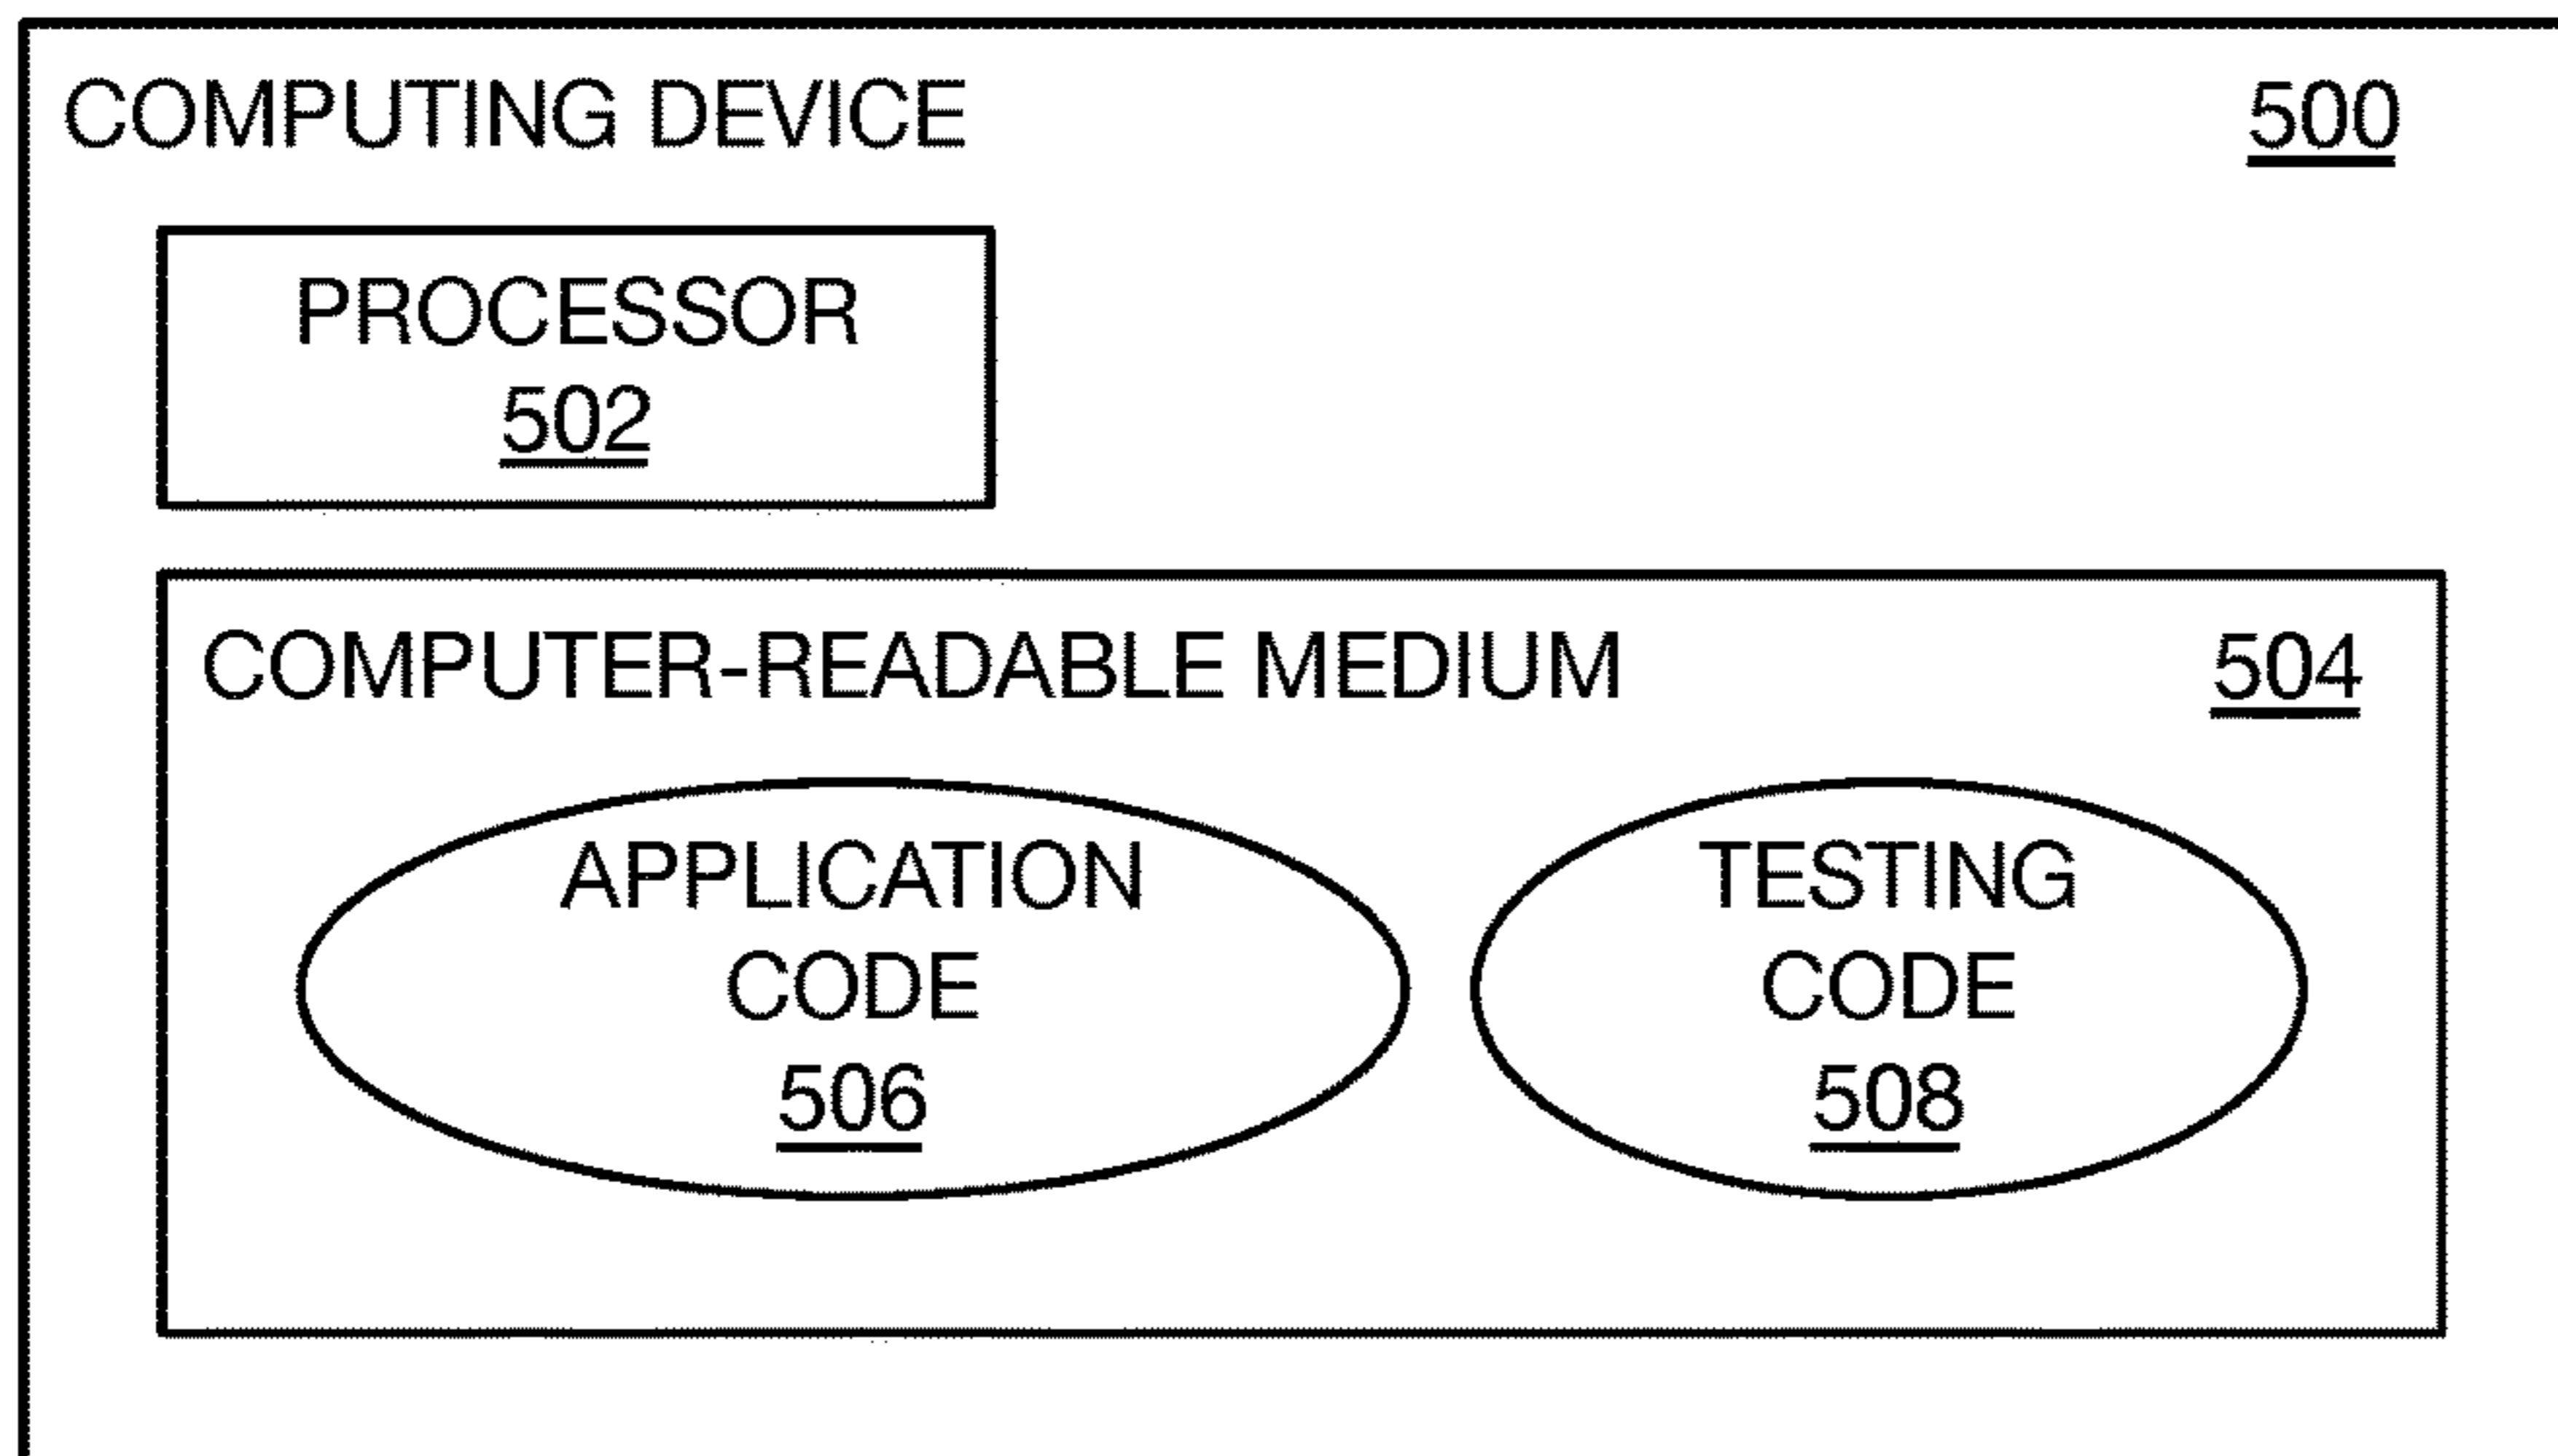 COMPUTING DEVICE 500
PROCESSOR
502
COMPUTER-READABLE MEDIUM 504
APPLICATION
CODE
506
TESTING
CODE
508